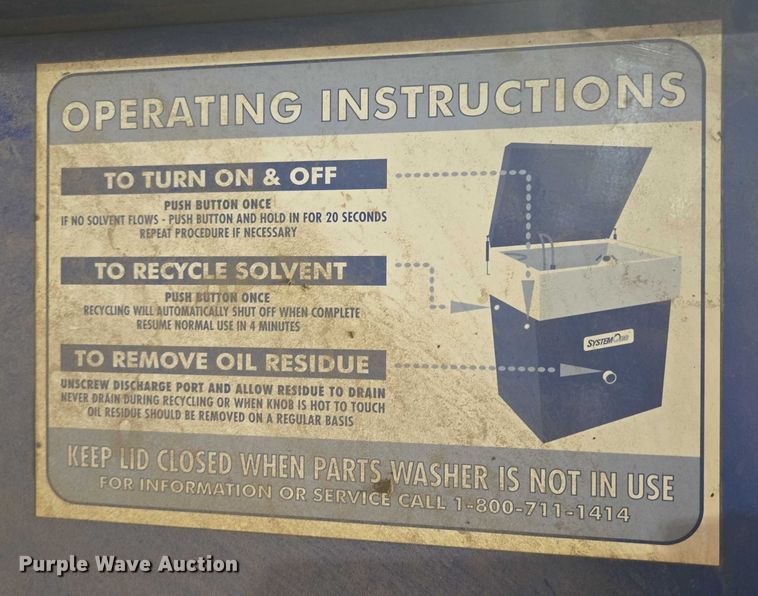 OPERATING INSTRUCTIONS
TO TURN ON & OFF
PUSH BUTTON ONCE
IF NO SOLVENT FLOWS - PUSH BUTTON AND HOLD IN FOR 20 SECONDS
REPEAT PROCEDURE IF NECESSARY
TO RECYCLE SOLVENT
PUSH BUTTON ONCE
RECYCLING WILL AUTOMATICALLY SHUT OFF WHEN COMPLETE
RESUME NORMAL USE IN 4 MINUTES
TO REMOVE OIL RESIDUE
UNSCREW DISCHARGE PORT AND ALLOW RESIDUE TO DRAIN
NEVER DRAIN DURING RECYCLING OR WHEN KNOB IS HOT TO TOUCH
OIL RESIDUE SHOULD BE REMOVED ON A REGULAR BASIS
SYSTEM
KEEP LID CLOSED WHEN PARTS WASHER IS NOT IN USE
FOR INFORMATION OR SERVICE CALL 1-800-711-1414
Purple Wave Auction